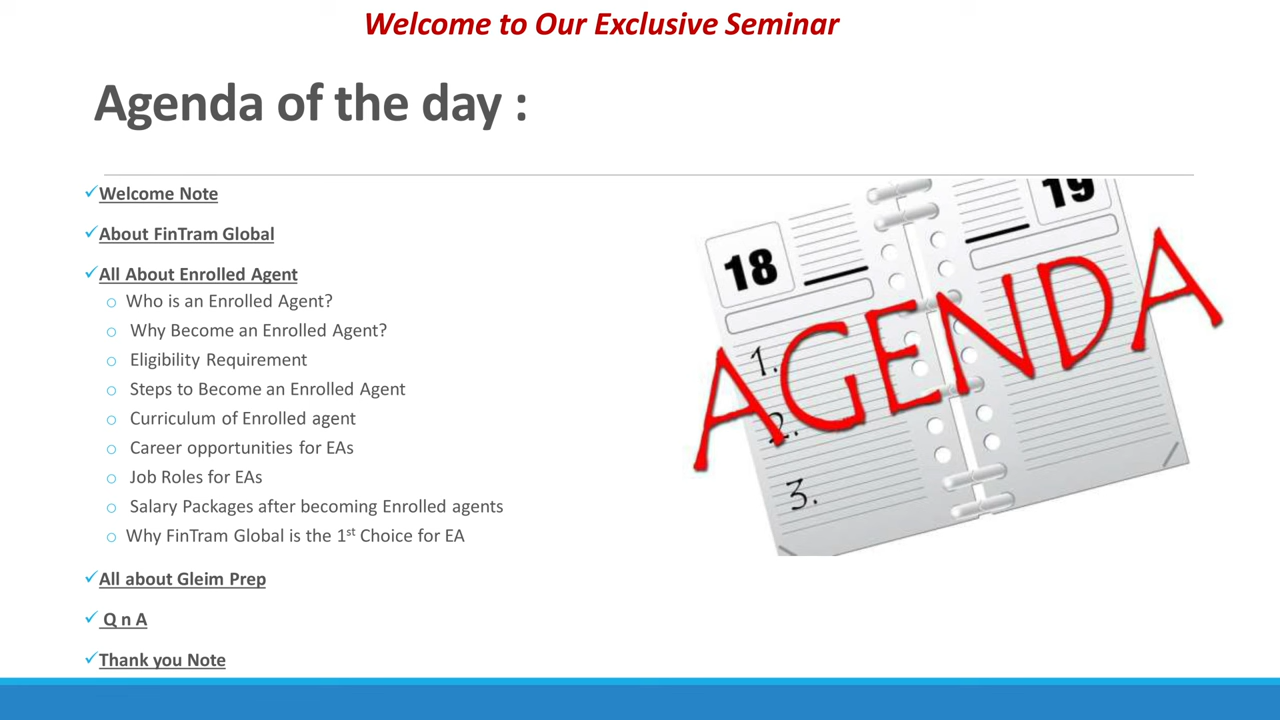 Welcome to Our Exclusive Seminar
Agenda of the day :
Welcome Note
About FinTram Global
All About Enrolled Agent
Who is an Enrolled Agent?
Why Become an Enrolled Agent?
Eligibility Requirement
Steps to Become an Enrolled Agent
Curriculum of Enrolled agent
Career opportunities for EAs
Job Roles for EAs
Salary Packages after becoming Enrolled agents
Why FinTram Global is the 1st Choice for EA
All about Gleim Prep
Q n A
Thank you Note
18
19
AGENDA
1.
2.
3.